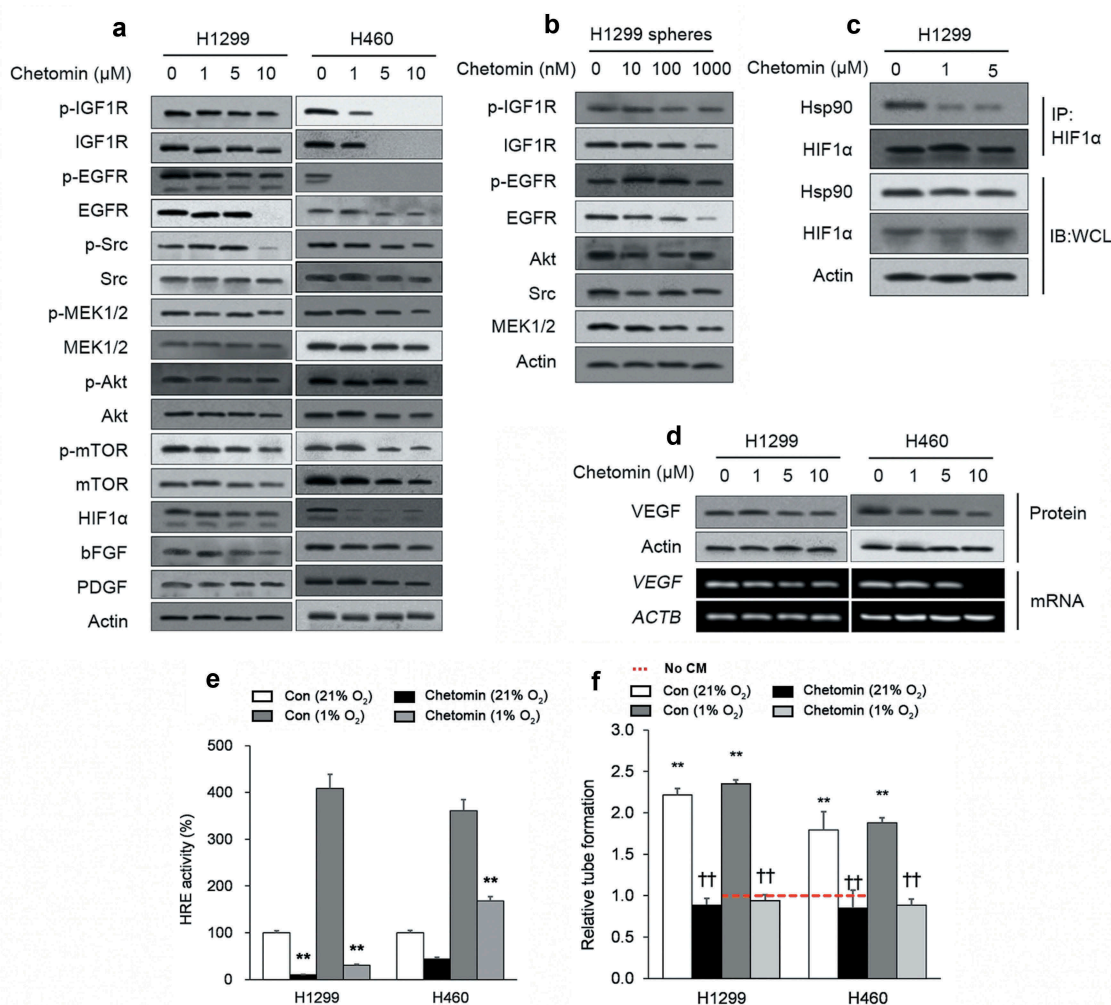 a
H1299 H460
Chetomin (μM) 0 1 5 10 0 1 5 10
p-IGF1R
IGF1R
p-EGFR
EGFR
p-Src
Src
p-MEK1/2
MEK1/2
p-Akt
Akt
p-mTOR
mTOR
HIF1α
bFGF
PDGF
Actin
b
H1299 spheres
Chetomin (nM) 0 10 100 1000
p-IGF1R
IGF1R
p-EGFR
EGFR
Akt
Src
MEK1/2
Actin
c
H1299
Chetomin (μM) 0 1 5
Hsp90
HIF1α
IP:
HIF1α
Hsp90
HIF1α
Actin
IB:WCL
d
H1299 H460
Chetomin (μM) 0 1 5 10 0 1 5 10
VEGF
Actin
Protein
VEGF
ACTB
mRNA
e
Con (21% O₂) Chetomin (21% O₂)
Con (1% O₂) Chetomin (1% O₂)
HRE activity (%)
500
400
300
200
100
0
** ** **
H1299 H460
f
No CM
Con (21% O₂) Chetomin (21% O₂)
Con (1% O₂) Chetomin (1% O₂)
Relative tube formation
3.0
2.5
2.0
1.5
1.0
0.5
0.0
** ** ** **
†† †† †† ††
H1299 H460